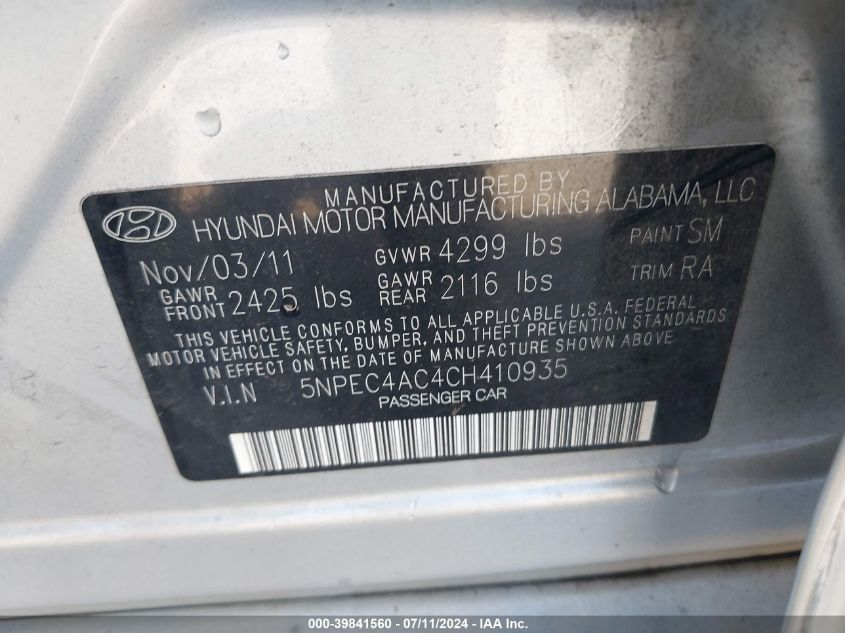 MANUFACTURED BY
HYUNDAI MOTOR MANUFACTURING ALABAMA, LLC
Nov/03/11 GVWR 4299 lbs PAINT SM
GAWR FRONT 2425 lbs GAWR REAR 2116 lbs TRIM RA
THIS VEHICLE CONFORMS TO ALL APPLICABLE U.S.A. FEDERAL
MOTOR VEHICLE SAFETY, BUMPER, AND THEFT PREVENTION STANDARDS
IN EFFECT ON THE DATE OF MANUFACTURE SHOWN ABOVE
V.I.N 5NPEC4AC4CH410935
PASSENGER CAR
000-39841560 - 07/11/2024 - IAA Inc.